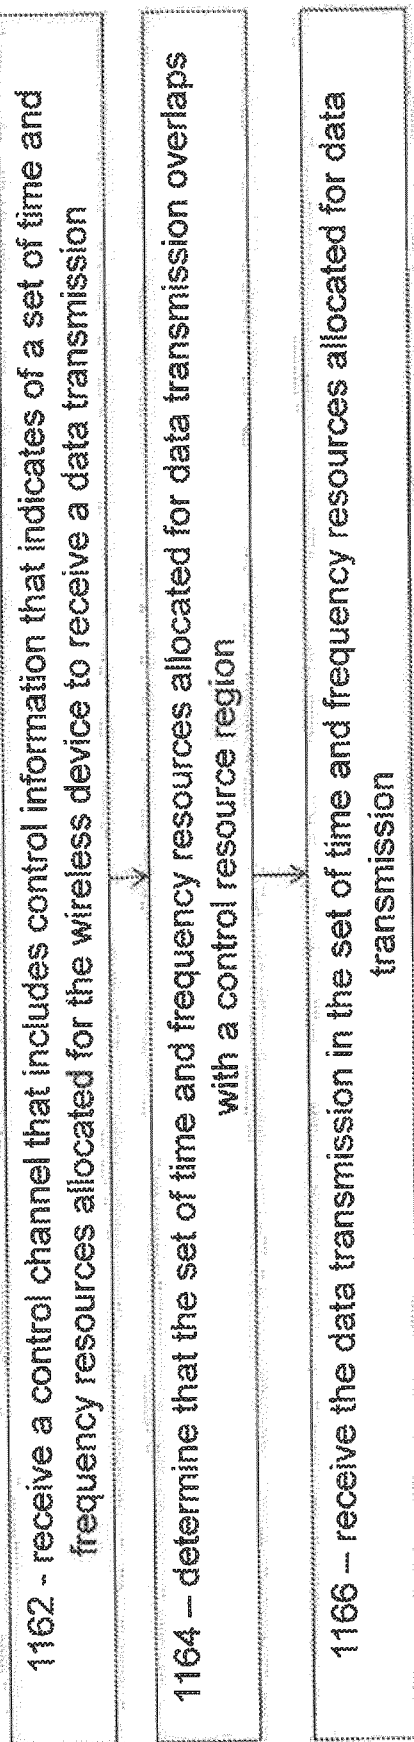 1162 - receive a control channel that includes control information that indicates of a set of time and
frequency resources allocated for the wireless device to receive a data transmission
1164 – determine that the set of time and frequency resources allocated for data transmission overlaps
with a control resource region
1166 – receive the data transmission in the set of time and frequency resources allocated for data
transmission